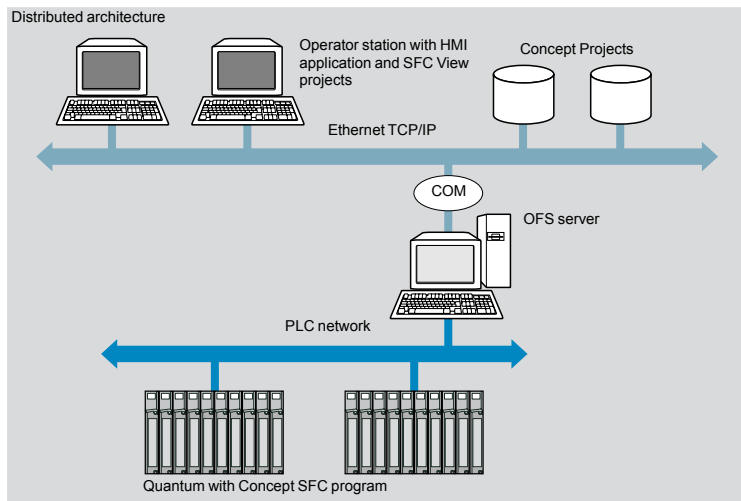 Distributed architecture
Operator station with HMI
application and SFC View
projects
Concept Projects
Ethernet TCP/IP
COM
OFS server
PLC network
Quantum with Concept SFC program